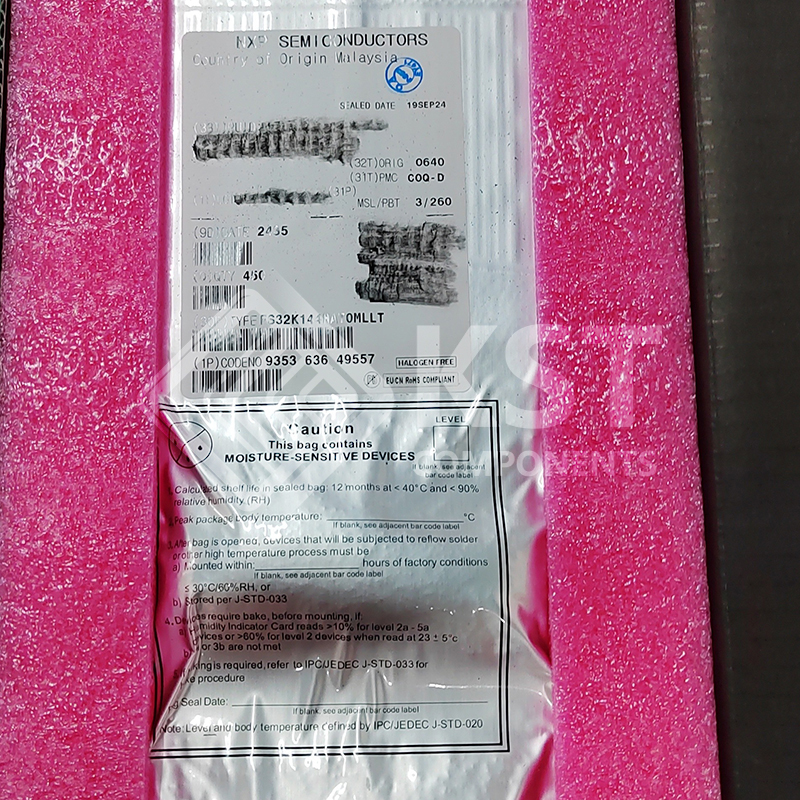 NXP SEMICONDUCTORS
Country of Origin Malaysia
SEALED DATE 19SEP24
(32T)ORIG 0640
(31T)PMC COQ-D
(31P)
MSL/PBT 3/260
(9D)DATE 2435
QTY 450
(1P)CODENO 9353 636 49557
HALOGEN FREE
EU/CN RoHS COMPLIANT
KST
COMPONENTS
Caution
This bag contains
MOISTURE-SENSITIVE DEVICES
LEVEL
If blank, see adjacent
bar code label
1. Calculated shelf life in sealed bag: 12 months at < 40°C and < 90%
relative humidity (RH)
2. Peak package body temperature: °C
If blank, see adjacent bar code label
3. After bag is opened, devices that will be subjected to reflow solder
or other high temperature process must be
a) Mounted within: hours of factory conditions
If blank, see adjacent bar code label
≤ 30°C/60%RH, or
b) Stored per J-STD-033
4. Devices require bake, before mounting, if:
a) Humidity Indicator Card reads >10% for level 2a - 5a
devices or >60% for level 2 devices when read at 23 ± 5°c
or 3b are not met
is required, refer to IPC/JEDEC J-STD-033 for
procedure
Seal Date:
If blank, see adjacent bar code label
Note: Level and body temperature defined by IPC/JEDEC J-STD-020